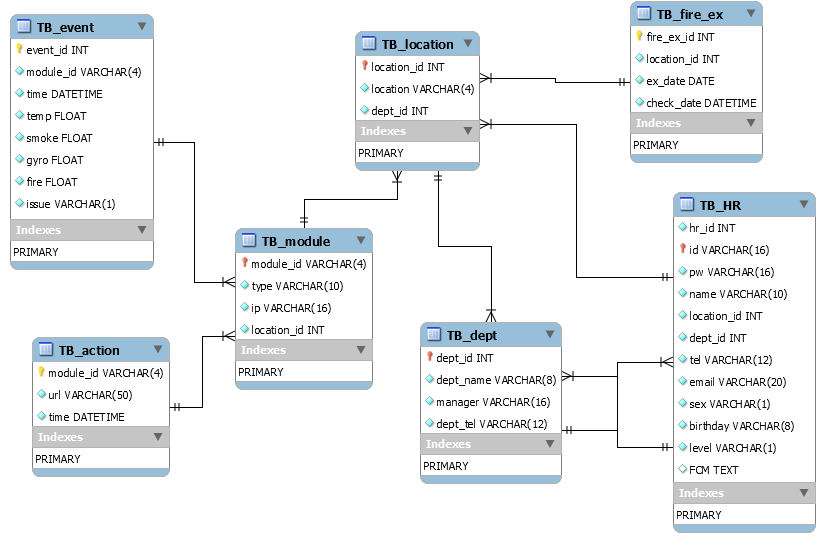 TB_event
event_id INT
module_id VARCHAR(4)
time DATETIME
temp FLOAT
smoke FLOAT
gyro FLOAT
fire FLOAT
issue VARCHAR(1)
Indexes
PRIMARY
TB_location
location_id INT
location VARCHAR(4)
dept_id INT
Indexes
PRIMARY
TB_fire_ex
fire_ex_id INT
location_id INT
ex_date DATE
check_date DATETIME
Indexes
PRIMARY
TB_module
module_id VARCHAR(4)
type VARCHAR(10)
ip VARCHAR(16)
location_id INT
Indexes
PRIMARY
TB_HR
hr_id INT
id VARCHAR(16)
pw VARCHAR(16)
name VARCHAR(10)
location_id INT
dept_id INT
tel VARCHAR(12)
email VARCHAR(20)
sex VARCHAR(1)
birthday VARCHAR(8)
level VARCHAR(1)
FCM TEXT
Indexes
PRIMARY
TB_action
module_id VARCHAR(4)
url VARCHAR(50)
time DATETIME
Indexes
PRIMARY
TB_dept
dept_id INT
dept_name VARCHAR(8)
manager VARCHAR(16)
dept_tel VARCHAR(12)
Indexes
PRIMARY